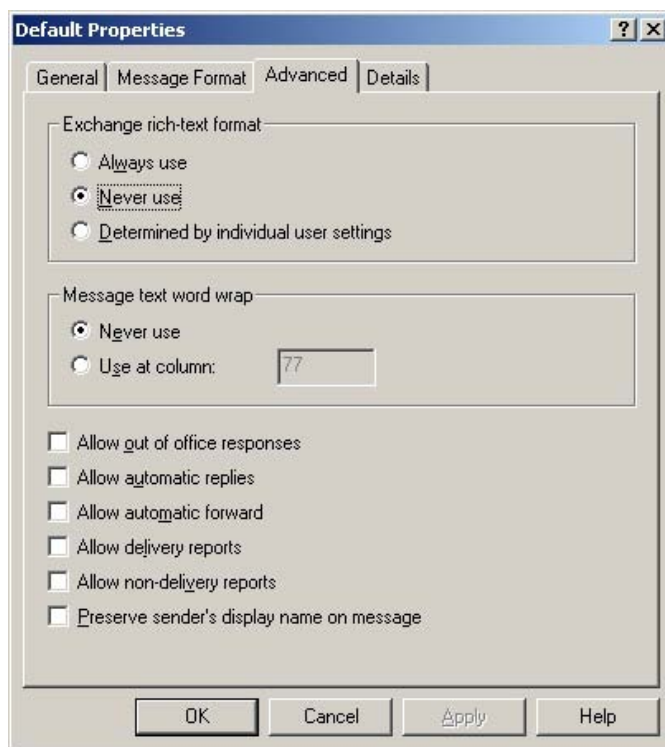 Default Properties
General Message Format Advanced Details
Exchange rich-text format
Always use
Never use
Determined by individual user settings
Message text word wrap
Never use
Use at column: 77
Allow out of office responses
Allow automatic replies
Allow automatic forward
Allow delivery reports
Allow non-delivery reports
Preserve sender's display name on message
OK Cancel Apply Help